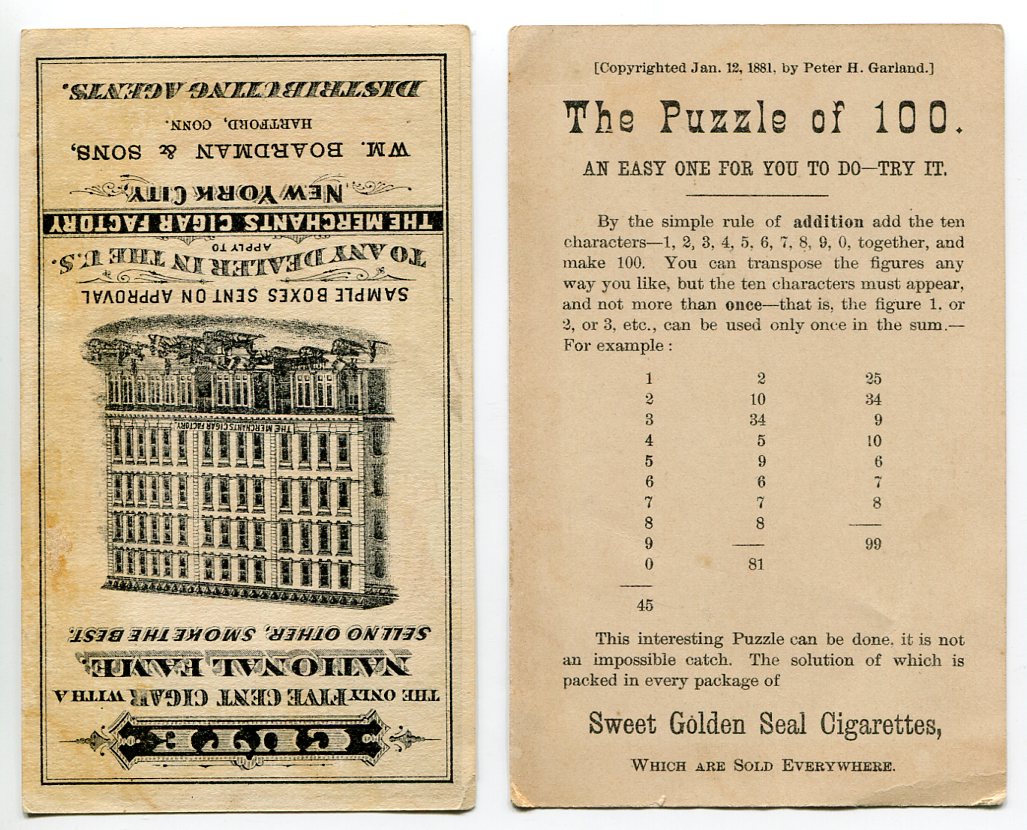 CUTE
THE ONLY FIVE CENT CIGAR WITH A
NATIONAL FAME.
SELL NO OTHER, SMOKE THE BEST.
THE MERCHANTS CIGAR FACTORY
SAMPLE BOXES SENT ON APPROVAL
TO ANY DEALER IN THE U.S.
APPLY TO
THE MERCHANTS CIGAR FACTORY
NEW YORK CITY,
WM. BOARDMAN & SONS,
HARTFORD, CONN.
DISTRIBUTING AGENTS.
[Copyrighted Jan. 12, 1881, by Peter H. Garland.]
The Puzzle of 100.
AN EASY ONE FOR YOU TO DO—TRY IT.
By the simple rule of addition add the ten
characters—1, 2, 3, 4, 5, 6, 7, 8, 9, 0, together, and
make 100. You can transpose the figures any
way you like, but the ten characters must appear,
and not more than once—that is, the figure 1, or
2, or 3, etc., can be used only once in the sum.—
For example:
1 2 25
2 10 34
3 34 9
4 5 10
5 9 6
6 6 7
7 7 8
8 8
9 99
0 81
45
This interesting Puzzle can be done, it is not
an impossible catch. The solution of which is
packed in every package of
Sweet Golden Seal Cigarettes,
WHICH ARE SOLD EVERYWHERE.